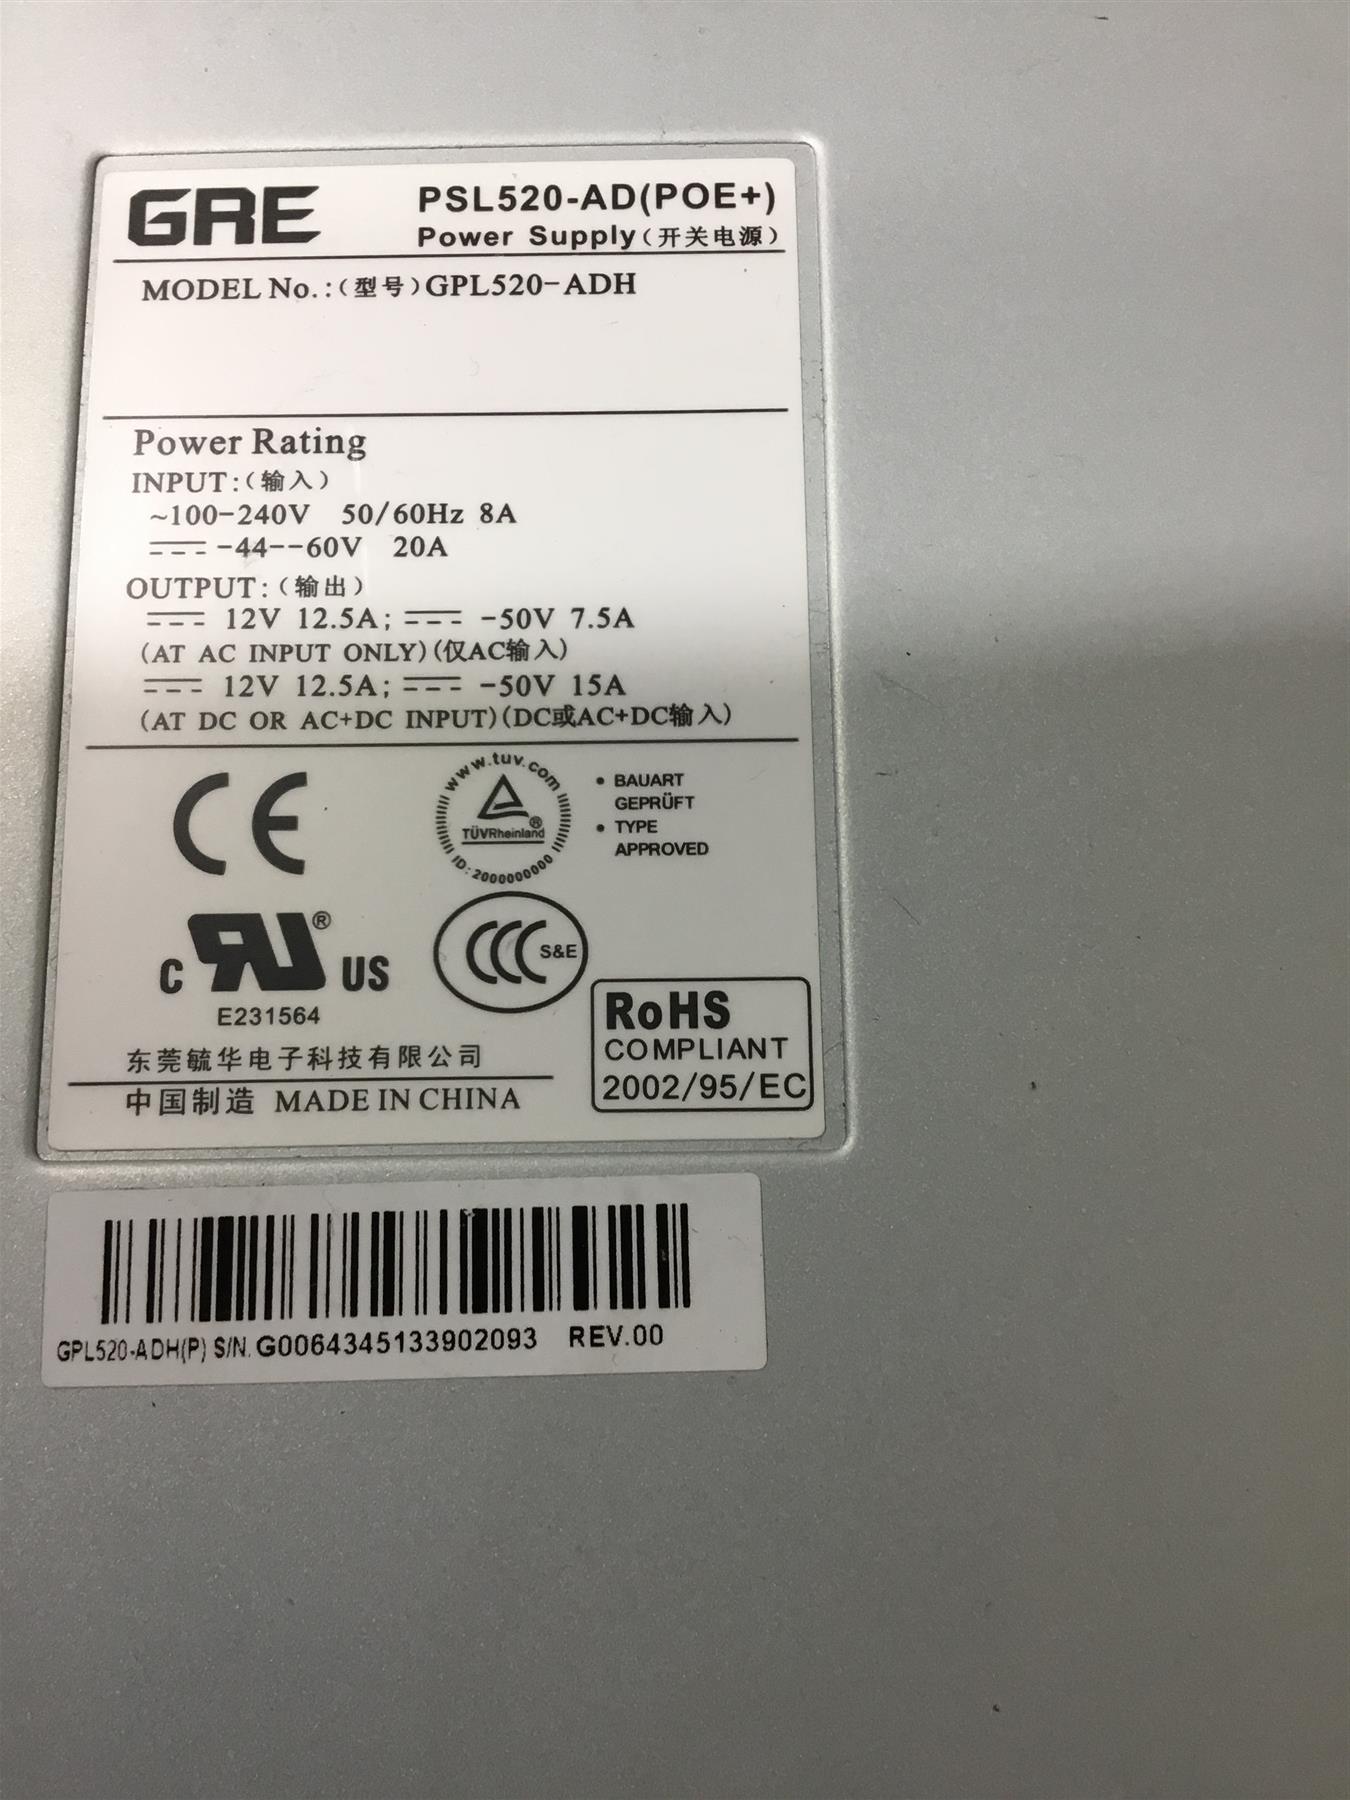 GRE PSL520-AD(POE+)
Power Supply(开关电源)
MODEL No.:(型号)GPL520-ADH
Power Rating
INPUT:(输入)
~100-240V 50/60Hz 8A
-44--60V 20A
OUTPUT:(输出)
12V 12.5A; -50V 7.5A
(AT AC INPUT ONLY)(仅AC输入)
12V 12.5A; -50V 15A
(AT DC OR AC+DC INPUT)(DC或AC+DC输入)
CE
www.tuv.com
TÜVRheinland®
ID:2000000000
• BAUART
GEPRÜFT
• TYPE
APPROVED
C RU® US
E231564
CCC S&E
RoHS
COMPLIANT
2002/95/EC
东莞毓华电子科技有限公司
中国制造 MADE IN CHINA
GPL520-ADH(P) S/N. G0064345133902093 REV.00